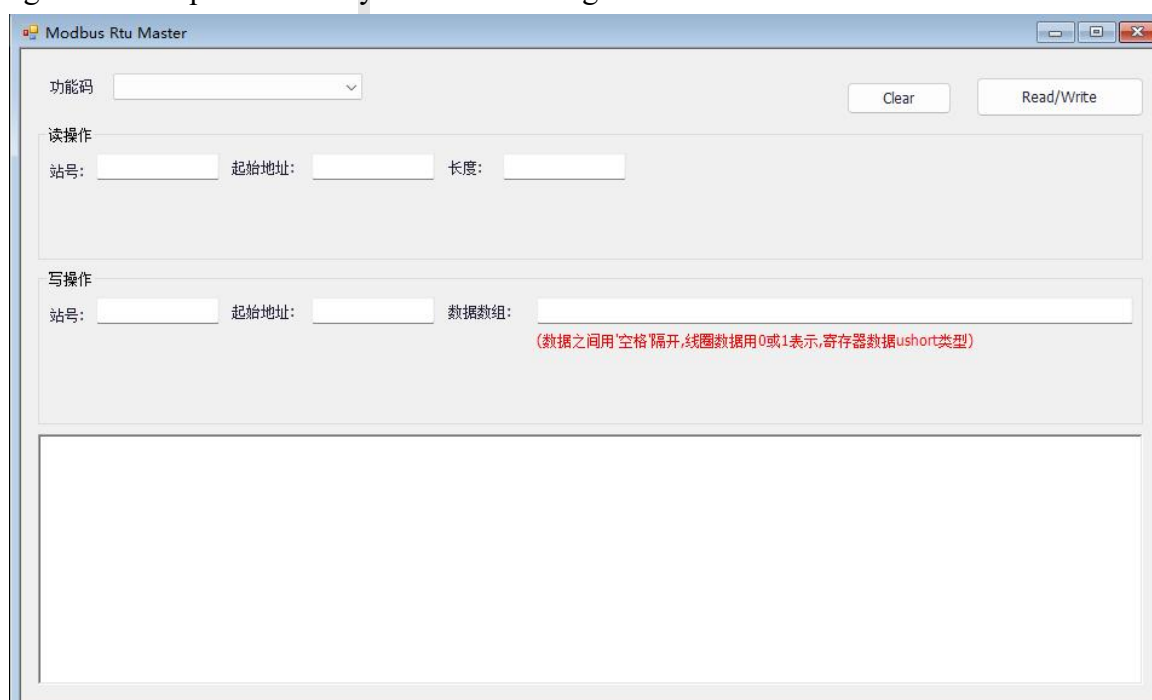 Modbus Rtu Master
功能码
Clear
Read/Write
读操作
站号:
起始地址:
长度:
写操作
站号:
起始地址:
数据数组:
(数据之间用'空格'隔开,线圈数据用0或1表示,寄存器数据ushort类型)